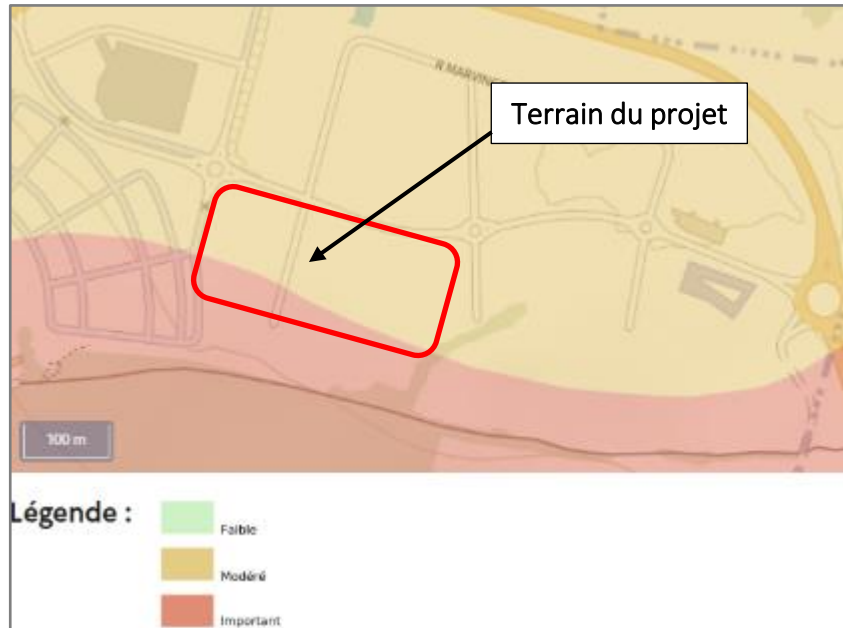 R MARVING
Terrain du projet
100 m
Légende :
Faible
Modéré
Important